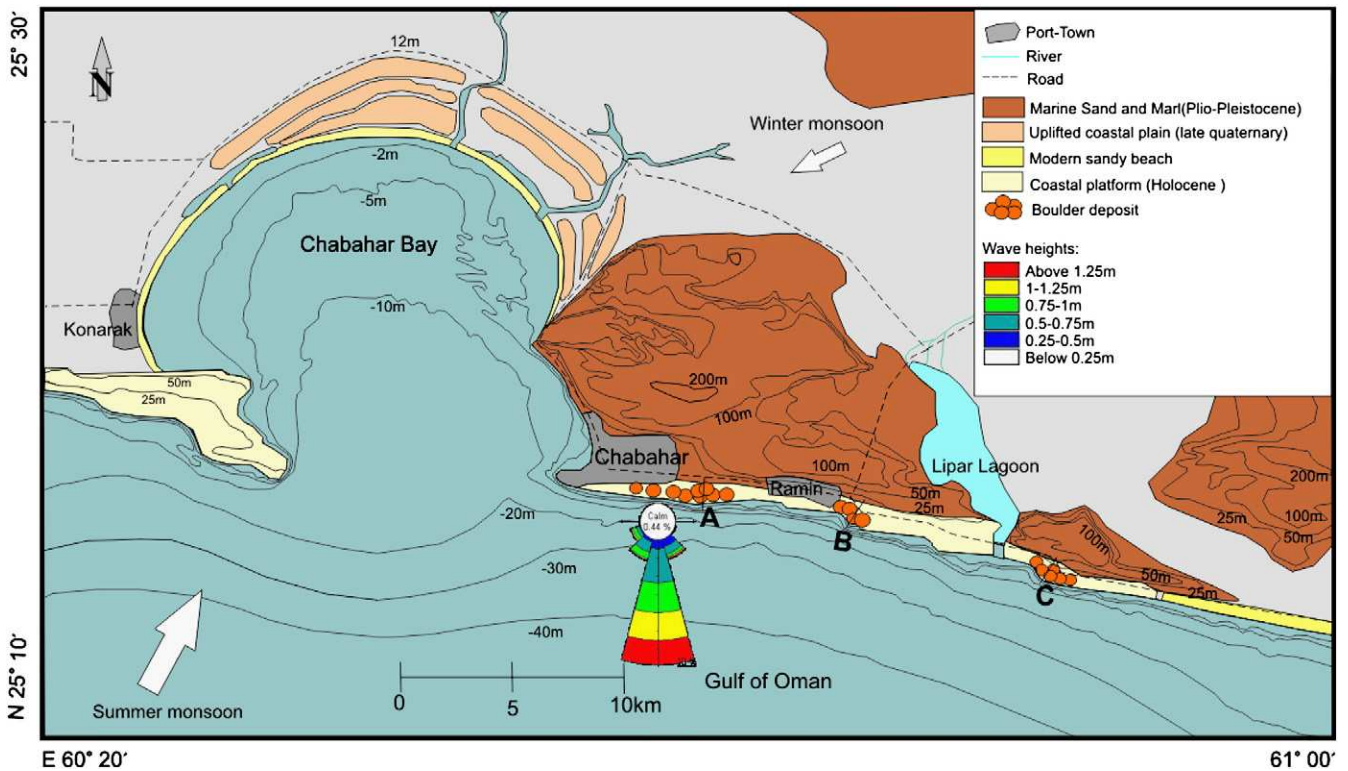 25° 30′
N 25° 10′
E 60° 20′
61° 00′
N
12m
-2m
-5m
Chabahar Bay
-10m
Konarak
50m
25m
Winter monsoon
200m
100m
Chabahar
100m
Ramin
Lipar Lagoon
50m
25m
A
B
C
100m
50m
25m
200m
25m
100m
50m
Calm
0.44 %
-20m
-30m
-40m
Summer monsoon
0
5
10km
Gulf of Oman
Port-Town
River
Road
Marine Sand and Marl(Plio-Pleistocene)
Uplifted coastal plain (late quaternary)
Modern sandy beach
Coastal platform (Holocene )
Boulder deposit
Wave heights:
Above 1.25m
1-1.25m
0.75-1m
0.5-0.75m
0.25-0.5m
Below 0.25m